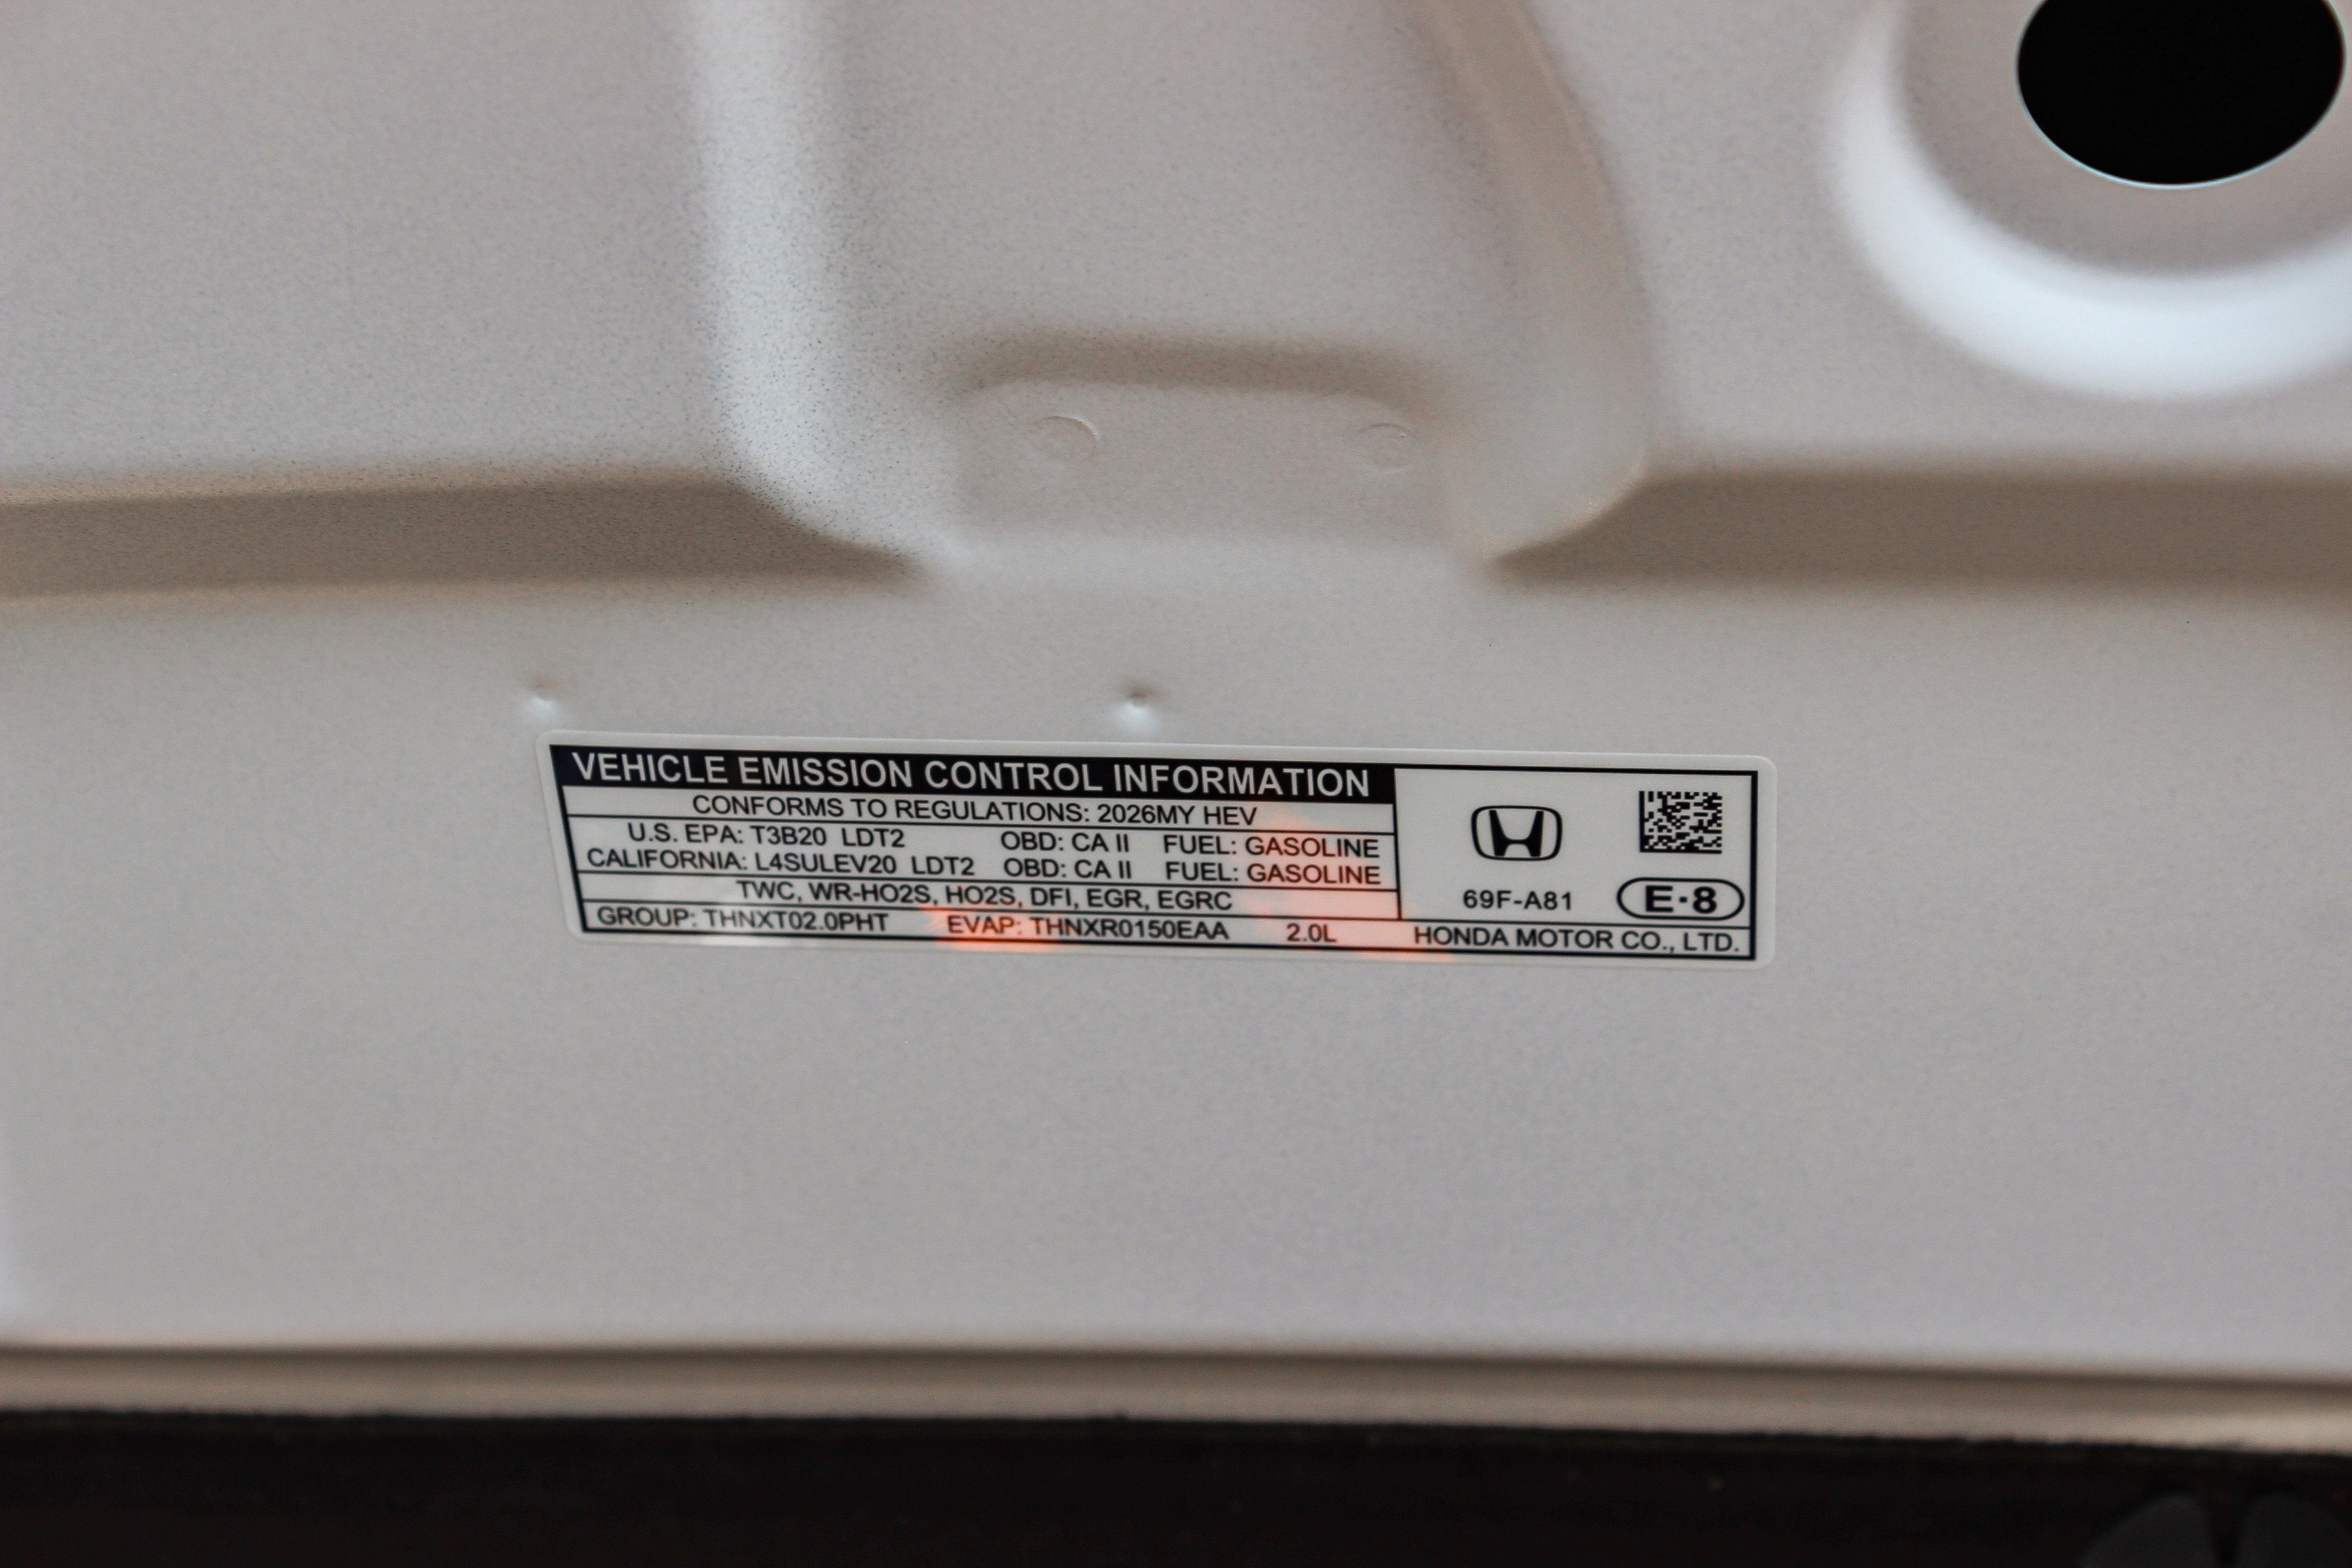 VEHICLE EMISSION CONTROL INFORMATION
CONFORMS TO REGULATIONS: 2026MY HEV
U.S. EPA: T3B20 LDT2 OBD: CA II FUEL: GASOLINE
CALIFORNIA: L4SULEV20 LDT2 OBD: CA II FUEL: GASOLINE
TWC, WR-HO2S, HO2S, DFI, EGR, EGRC
GROUP: THNXT02.0PHT EVAP: THNXR0150EAA 2.0L
69F-A81
E·8
HONDA MOTOR CO., LTD.